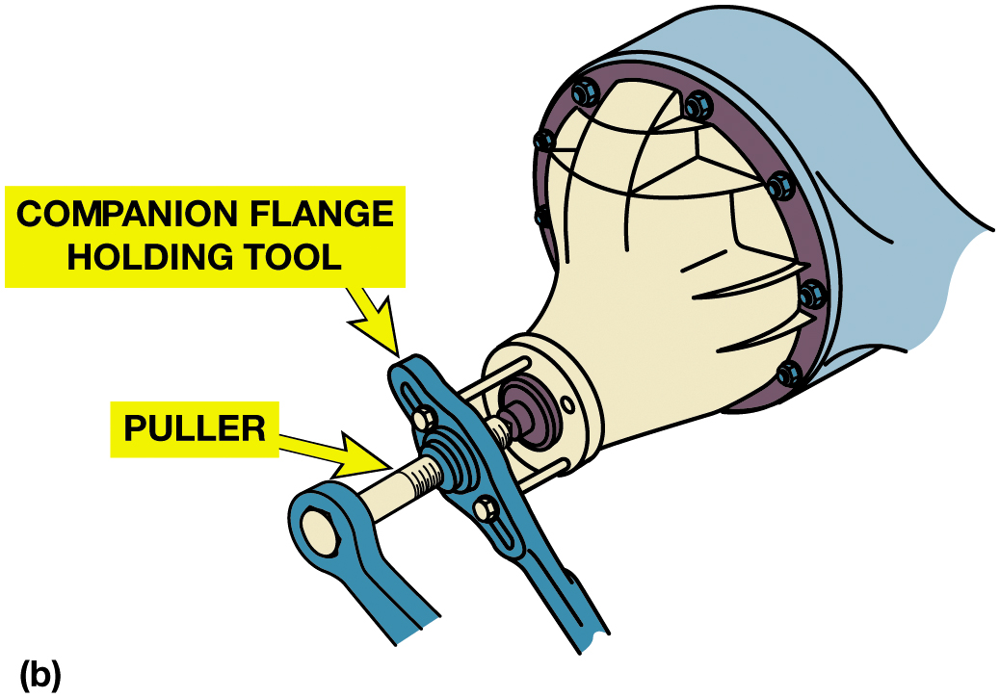 COMPANION FLANGE
HOLDING TOOL
PULLER
(b)